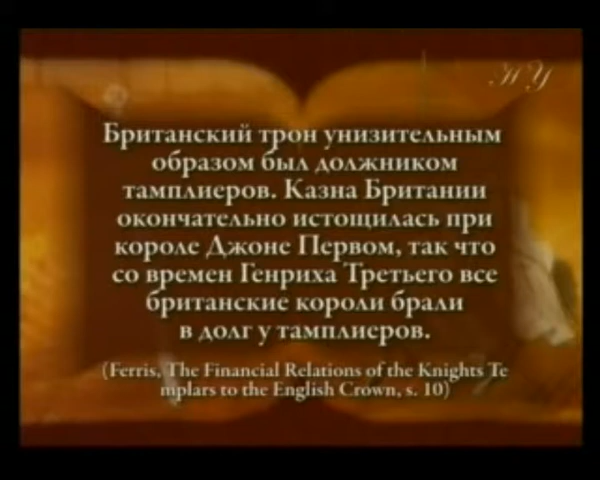 НУ
Британский трон унизительным
образом был должником
тамплиеров. Казна Британии
окончательно истощилась при
короле Джоне Первом, так что
со времен Генриха Третьего все
британские короли брали
в долг у тамплиеров.
(Ferris, The Financial Relations of the Knights Te
mplars to the English Crown, s. 10)